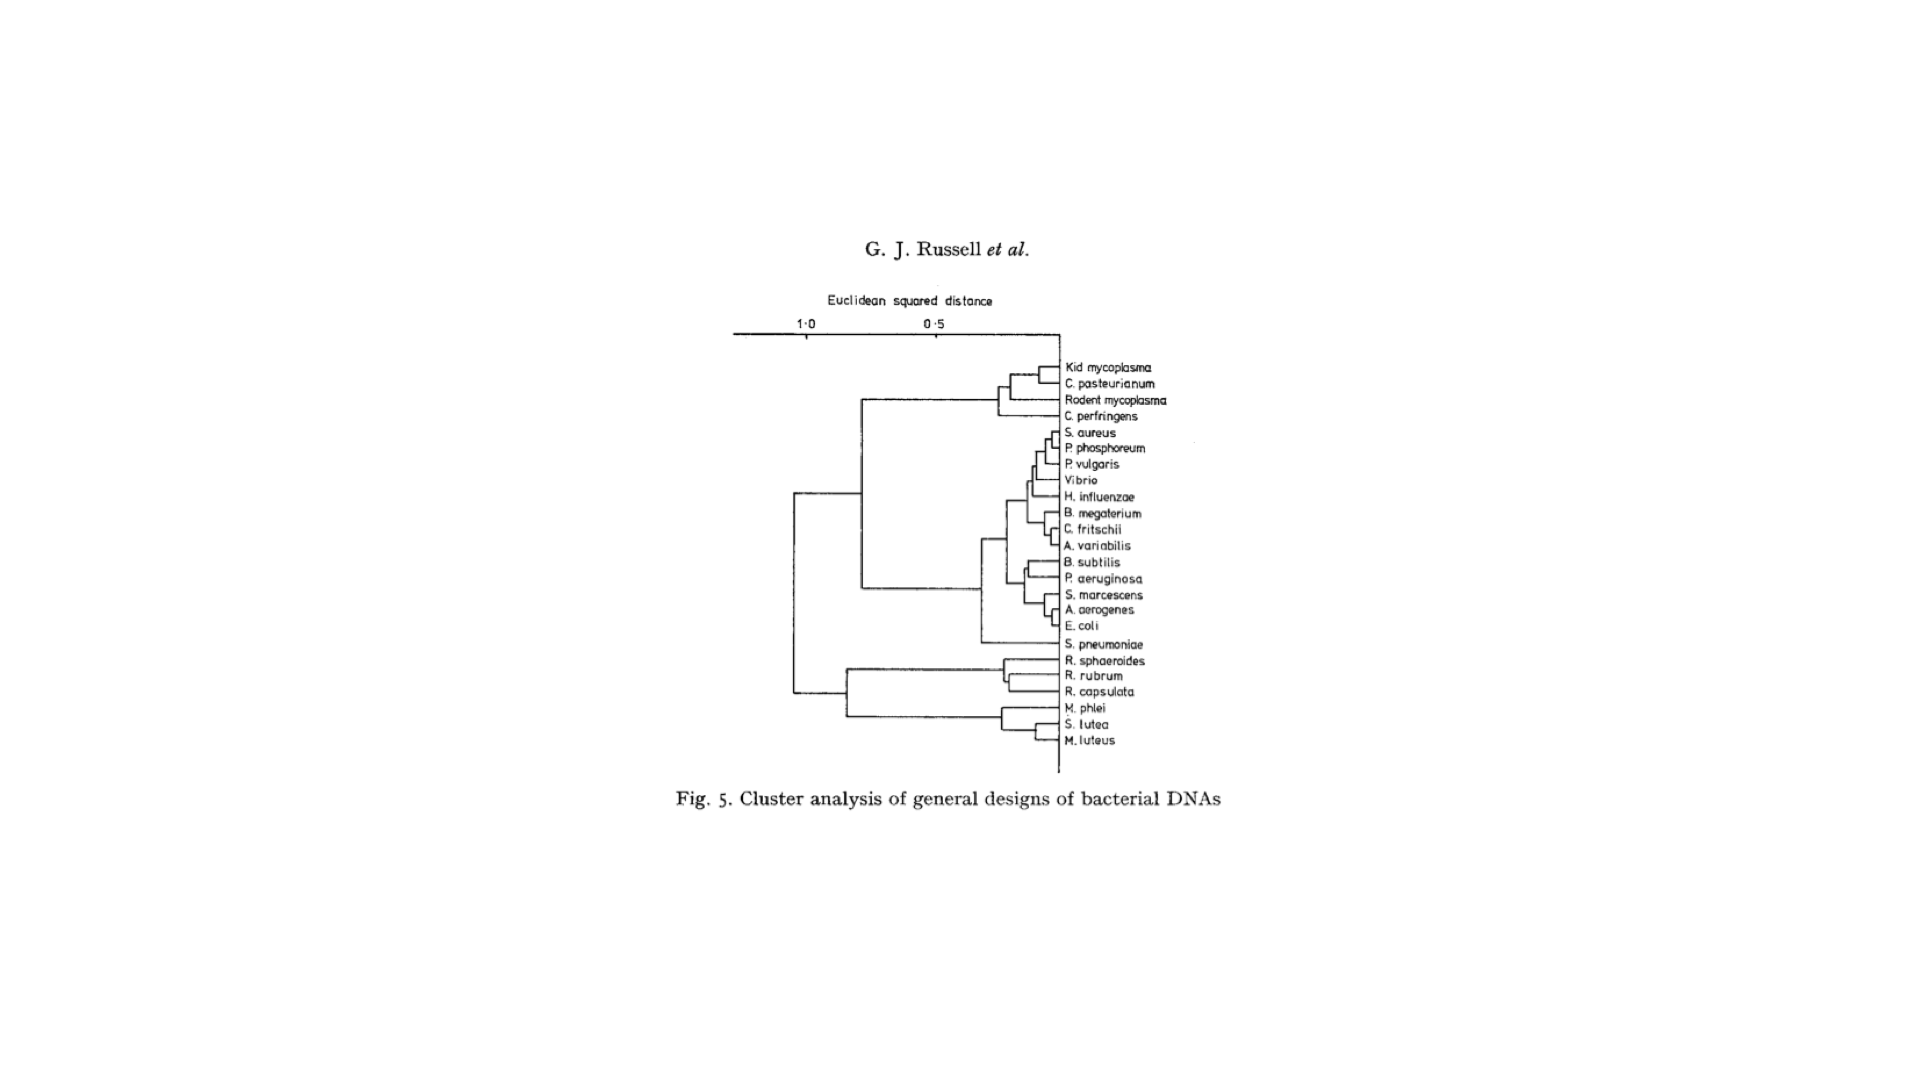 G. J. Russell et al.
Euclidean squared distance
1·0 0·5
Kid mycoplasma
C. pasteurianum
Rodent mycoplasma
C. perfringens
S. aureus
P. phosphoreum
P. vulgaris
Vibrio
H. influenzae
B. megaterium
C. fritschii
A. variabilis
B. subtilis
P. aeruginosa
S. marcescens
A. aerogenes
E. coli
S. pneumoniae
R. sphaeroides
R. rubrum
R. capsulata
M. phlei
S. lutea
M. luteus
Fig. 5. Cluster analysis of general designs of bacterial DNAs